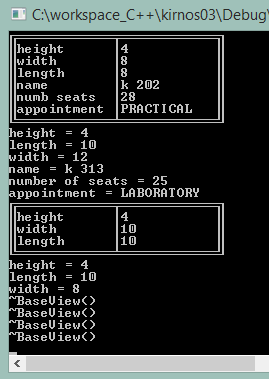 C:\workspace_C++\kirnos03\Debug\
height 4
width 8
length 8
name k 202
numb seats 28
appointment PRACTICAL
height = 4
length = 10
width = 12
name = k 313
number of seats = 25
appointment = LABORATORY
height 4
width 10
length 10
height = 4
length = 10
width = 8
~BaseView()
~BaseView()
~BaseView()
~BaseView()